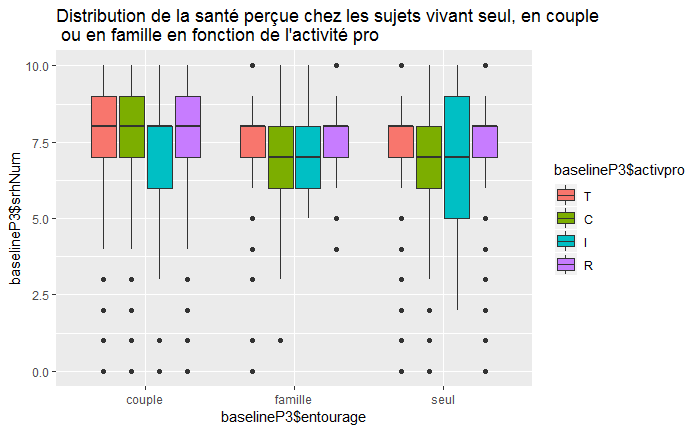 Distribution de la santé perçue chez les sujets vivant seul, en couple
ou en famille en fonction de l'activité pro
baselineP3$srhNum
10.0
7.5
5.0
2.5
0.0
couple
famille
seul
baselineP3$entourage
baselineP3$activpro
T
C
I
R